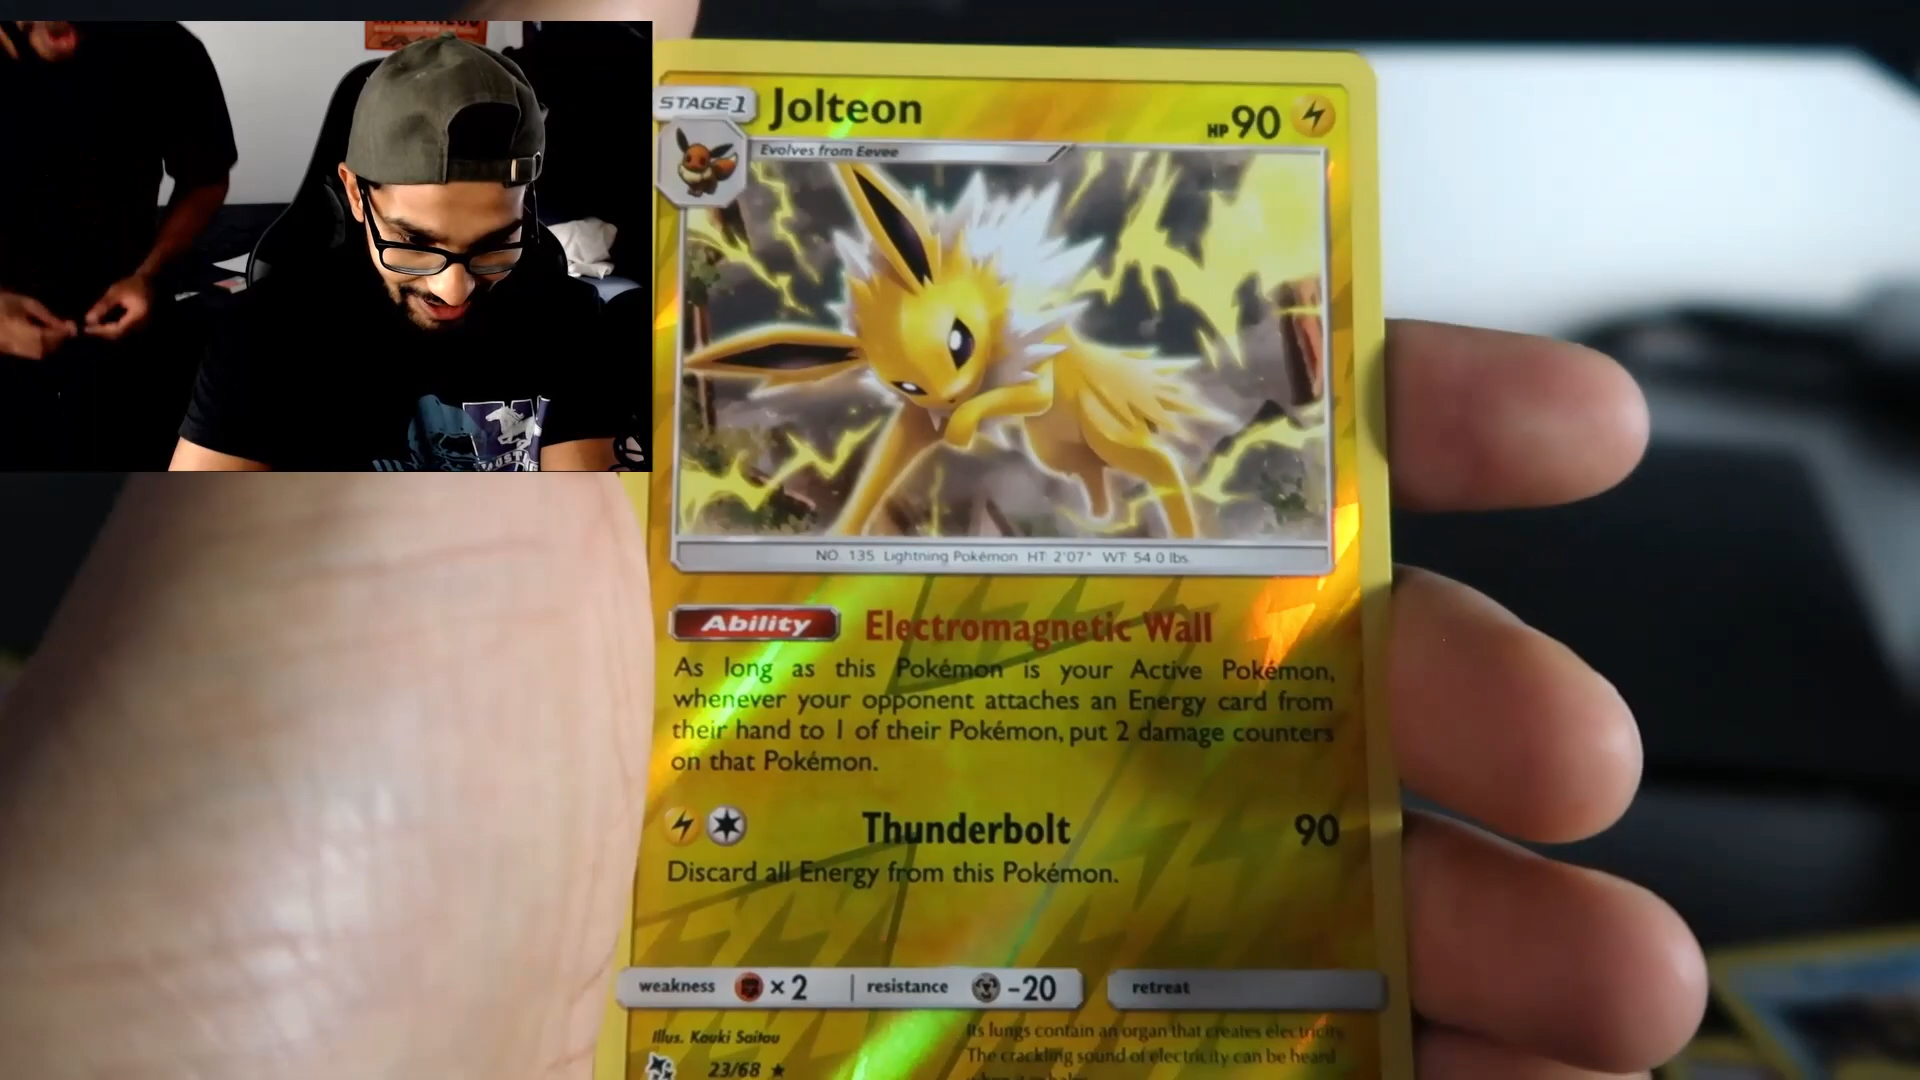 STAGE 1
Jolteon
HP 90
Evolves from Eevee
NO. 135 Lightning Pokémon HT 2'07" WT 54.0 lbs.
Ability Electromagnetic Wall
As long as this Pokémon is your Active Pokémon,
whenever your opponent attaches an Energy card from
their hand to 1 of their Pokémon, put 2 damage counters
on that Pokémon.
Thunderbolt 90
Discard all Energy from this Pokémon.
weakness ×2 resistance -20 retreat
Illus. Kouki Saitou
23/68 ★
Its lungs contain an organ that creates electricity.
The crackling sound of electricity can be heard